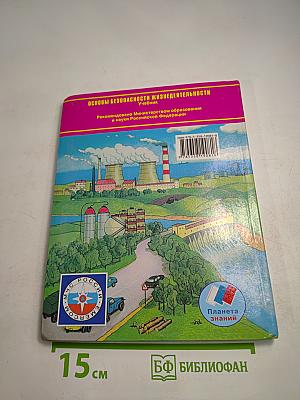 ОСНОВЫ БЕЗОПАСНОСТИ ЖИЗНЕДЕЯТЕЛЬНОСТИ
Учебник
Рекомендовано Министерством образования
и науки Российской Федерации
Планета
знаний
15 см
БФ БИБЛИОФАН